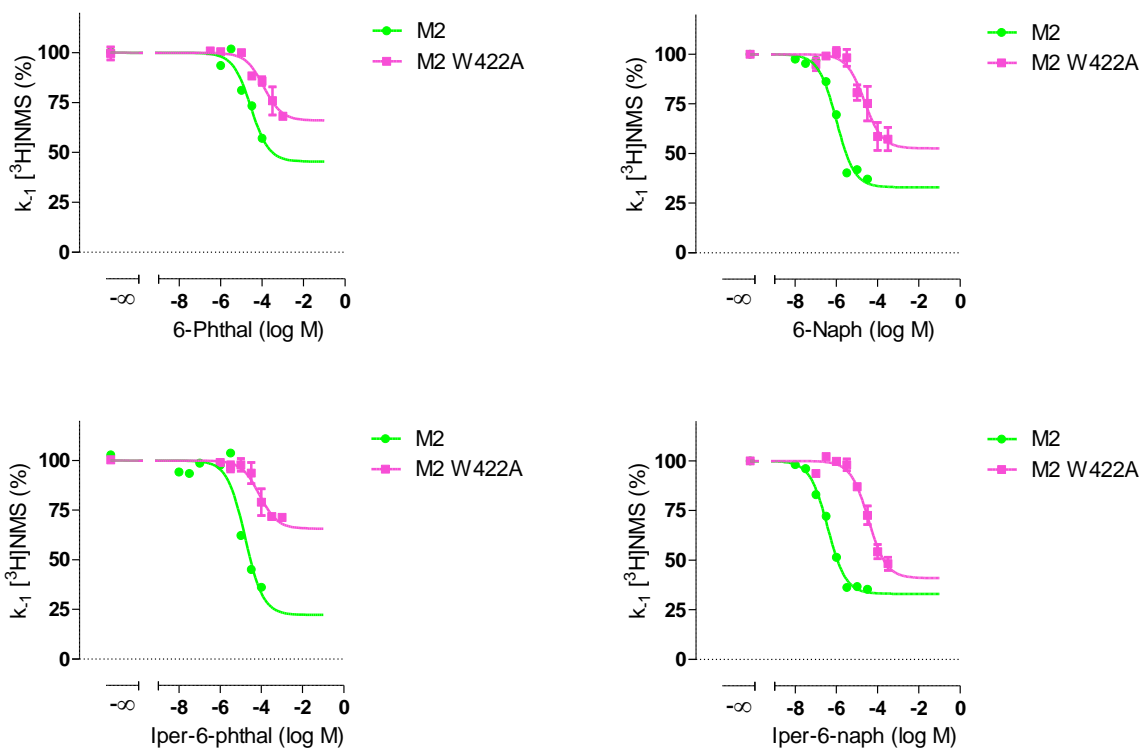 M2
M2 W422A
100
75
50
25
0
k-1 [3H]NMS (%)
-∞ -8 -6 -4 -2 0
6-Phthal (log M)
M2
M2 W422A
100
75
50
25
0
k-1 [3H]NMS (%)
-∞ -8 -6 -4 -2 0
6-Naph (log M)
M2
M2 W422A
100
75
50
25
0
k-1 [3H]NMS (%)
-∞ -8 -6 -4 -2 0
Iper-6-phthal (log M)
M2
M2 W422A
100
75
50
25
0
k-1 [3H]NMS (%)
-∞ -8 -6 -4 -2 0
Iper-6-naph (log M)